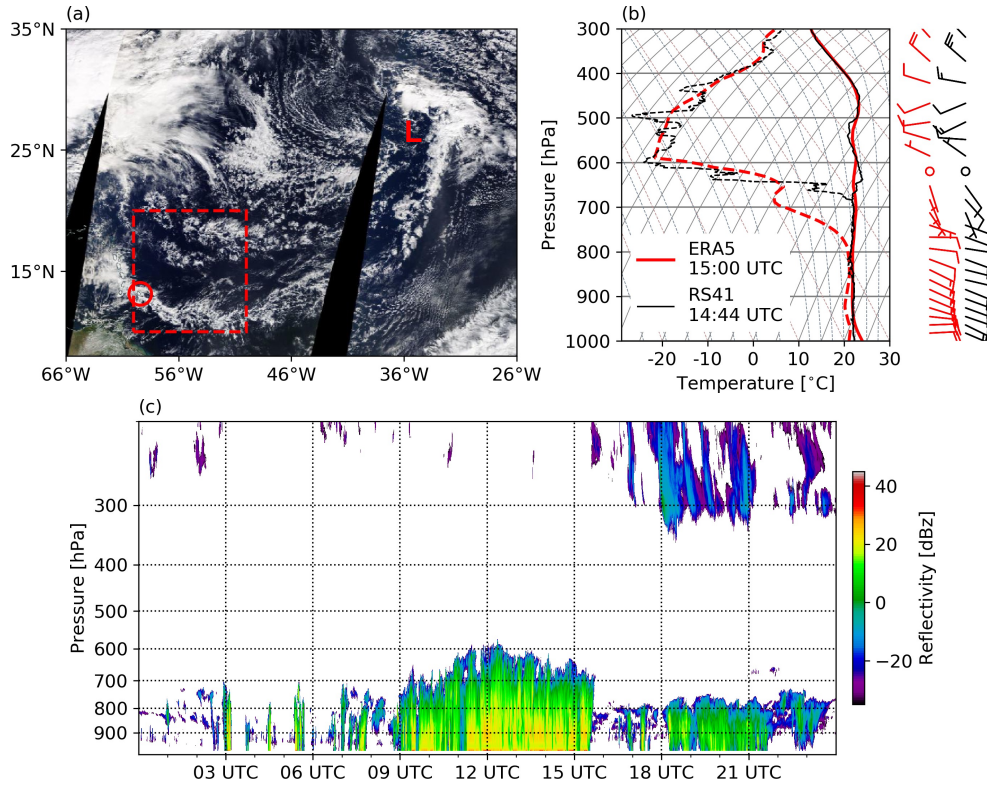 (a)
35°N
25°N
15°N
L
66°W 56°W 46°W 36°W 26°W
(b)
Pressure [hPa]
300
400
500
600
700
800
900
1000
ERA5
15:00 UTC
RS41
14:44 UTC
-20 -10 0 10 20 30
Temperature [°C]
(c)
Pressure [hPa]
300
400
500
600
700
800
900
03 UTC 06 UTC 09 UTC 12 UTC 15 UTC 18 UTC 21 UTC
40
20
0
−20
Reflectivity [dBz]